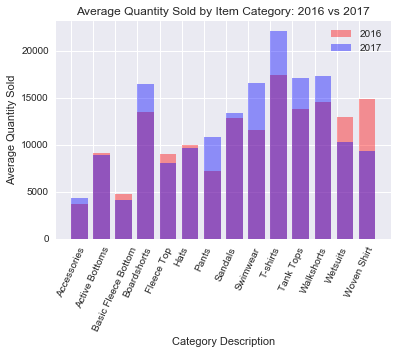 Average Quantity Sold by Item Category: 2016 vs 2017
2016
2017
Average Quantity Sold
20000
15000
10000
5000
0
Accessories
Active Bottoms
Basic Fleece Bottom
Boardshorts
Fleece Top
Hats
Pants
Sandals
Swimwear
T-shirts
Tank Tops
Walkshorts
Wetsuits
Woven Shirt
Category Description